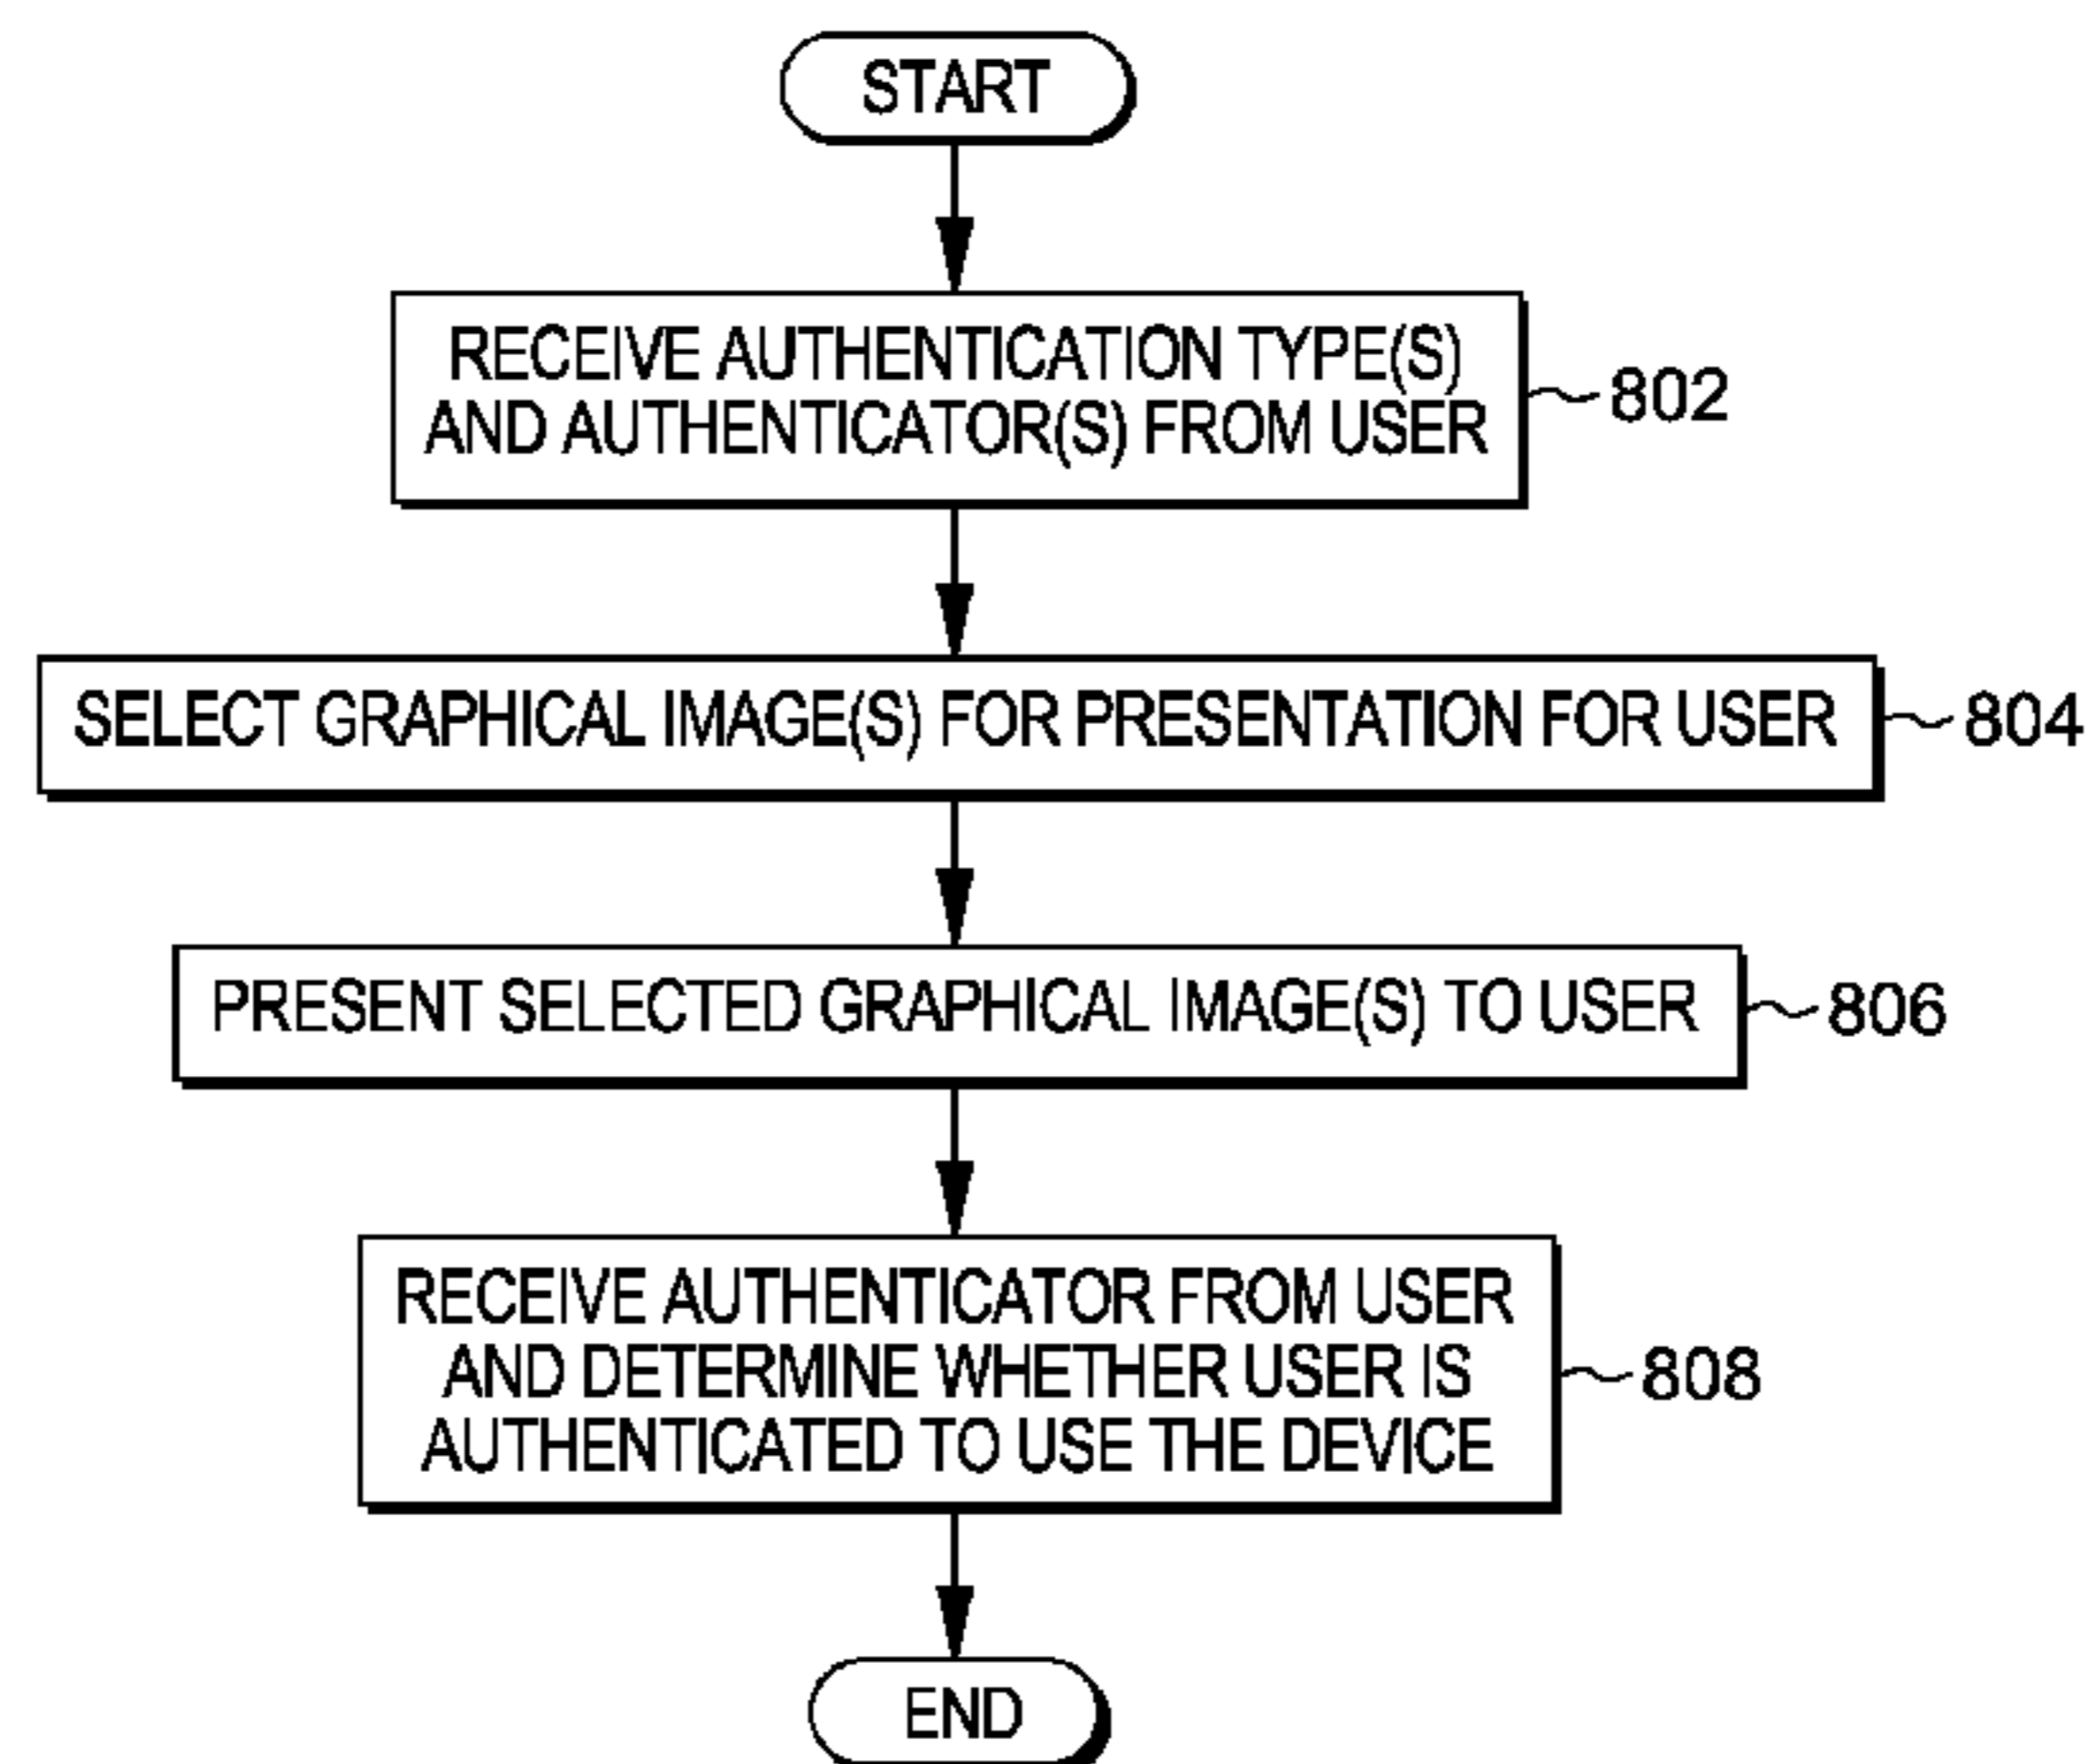 START
RECEIVE AUTHENTICATION TYPE(S)
AND AUTHENTICATOR(S) FROM USER
802
SELECT GRAPHICAL IMAGE(S) FOR PRESENTATION FOR USER
804
PRESENT SELECTED GRAPHICAL IMAGE(S) TO USER
806
RECEIVE AUTHENTICATOR FROM USER
AND DETERMINE WHETHER USER IS
AUTHENTICATED TO USE THE DEVICE
808
END